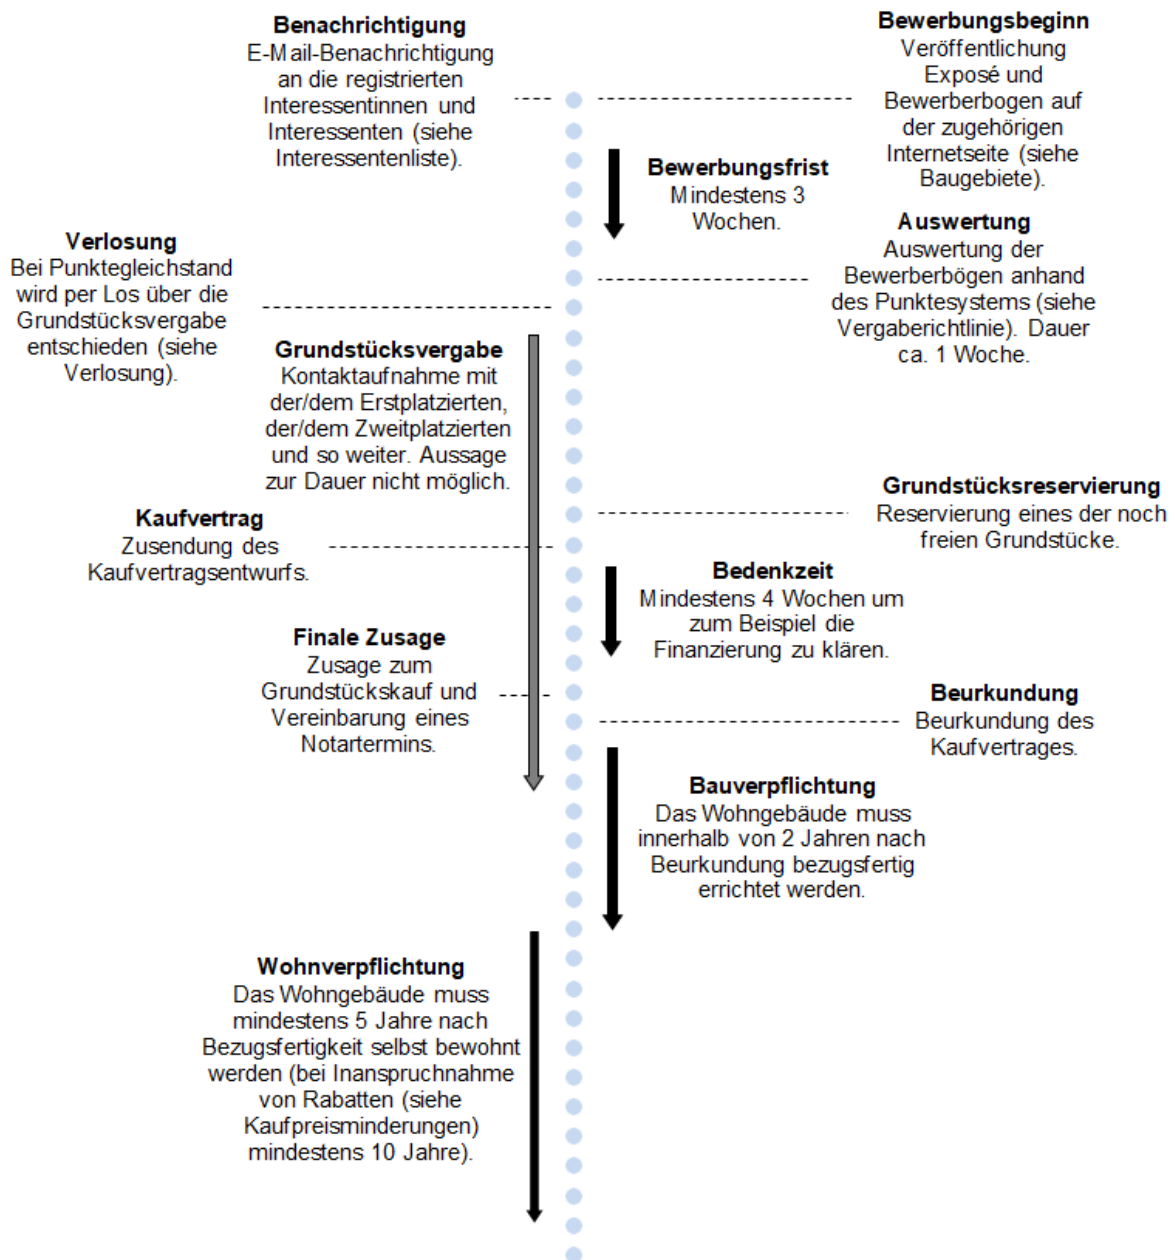 Benachrichtigung
E-Mail-Benachrichtigung
an die registrierten
Interessentinnen und
Interessenten (siehe
Interessentenliste).
Bewerbungsbeginn
Veröffentlichung
Exposé und
Bewerberbogen auf
der zugehörigen
Internetseite (siehe
Baugebiete).
Bewerbungsfrist
Mindestens 3
Wochen.
Verlosung
Bei Punktegleichstand
wird per Los über die
Grundstücksvergabe
entschieden (siehe
Verlosung).
Auswertung
Auswertung der
Bewerberbögen anhand
des Punktesystems (siehe
Vergaberichtlinie). Dauer
ca. 1 Woche.
Grundstücksvergabe
Kontaktaufnahme mit
der/dem Erstplatzierten,
der/dem Zweitplatzierten
und so weiter. Aussage
zur Dauer nicht möglich.
Grundstücksreservierung
Reservierung eines der noch
freien Grundstücke.
Kaufvertrag
Zusendung des
Kaufvertragsentwurfs.
Bedenkzeit
Mindestens 4 Wochen um
zum Beispiel die
Finanzierung zu klären.
Finale Zusage
Zusage zum
Grundstückskauf und
Vereinbarung eines
Notartermins.
Beurkundung
Beurkundung des
Kaufvertrages.
Bauverpflichtung
Das Wohngebäude muss
innerhalb von 2 Jahren nach
Beurkundung bezugsfertig
errichtet werden.
Wohnverpflichtung
Das Wohngebäude muss
mindestens 5 Jahre nach
Bezugsfertigkeit selbst bewohnt
werden (bei Inanspruchnahme
von Rabatten (siehe
Kaufpreisminderungen)
mindestens 10 Jahre).